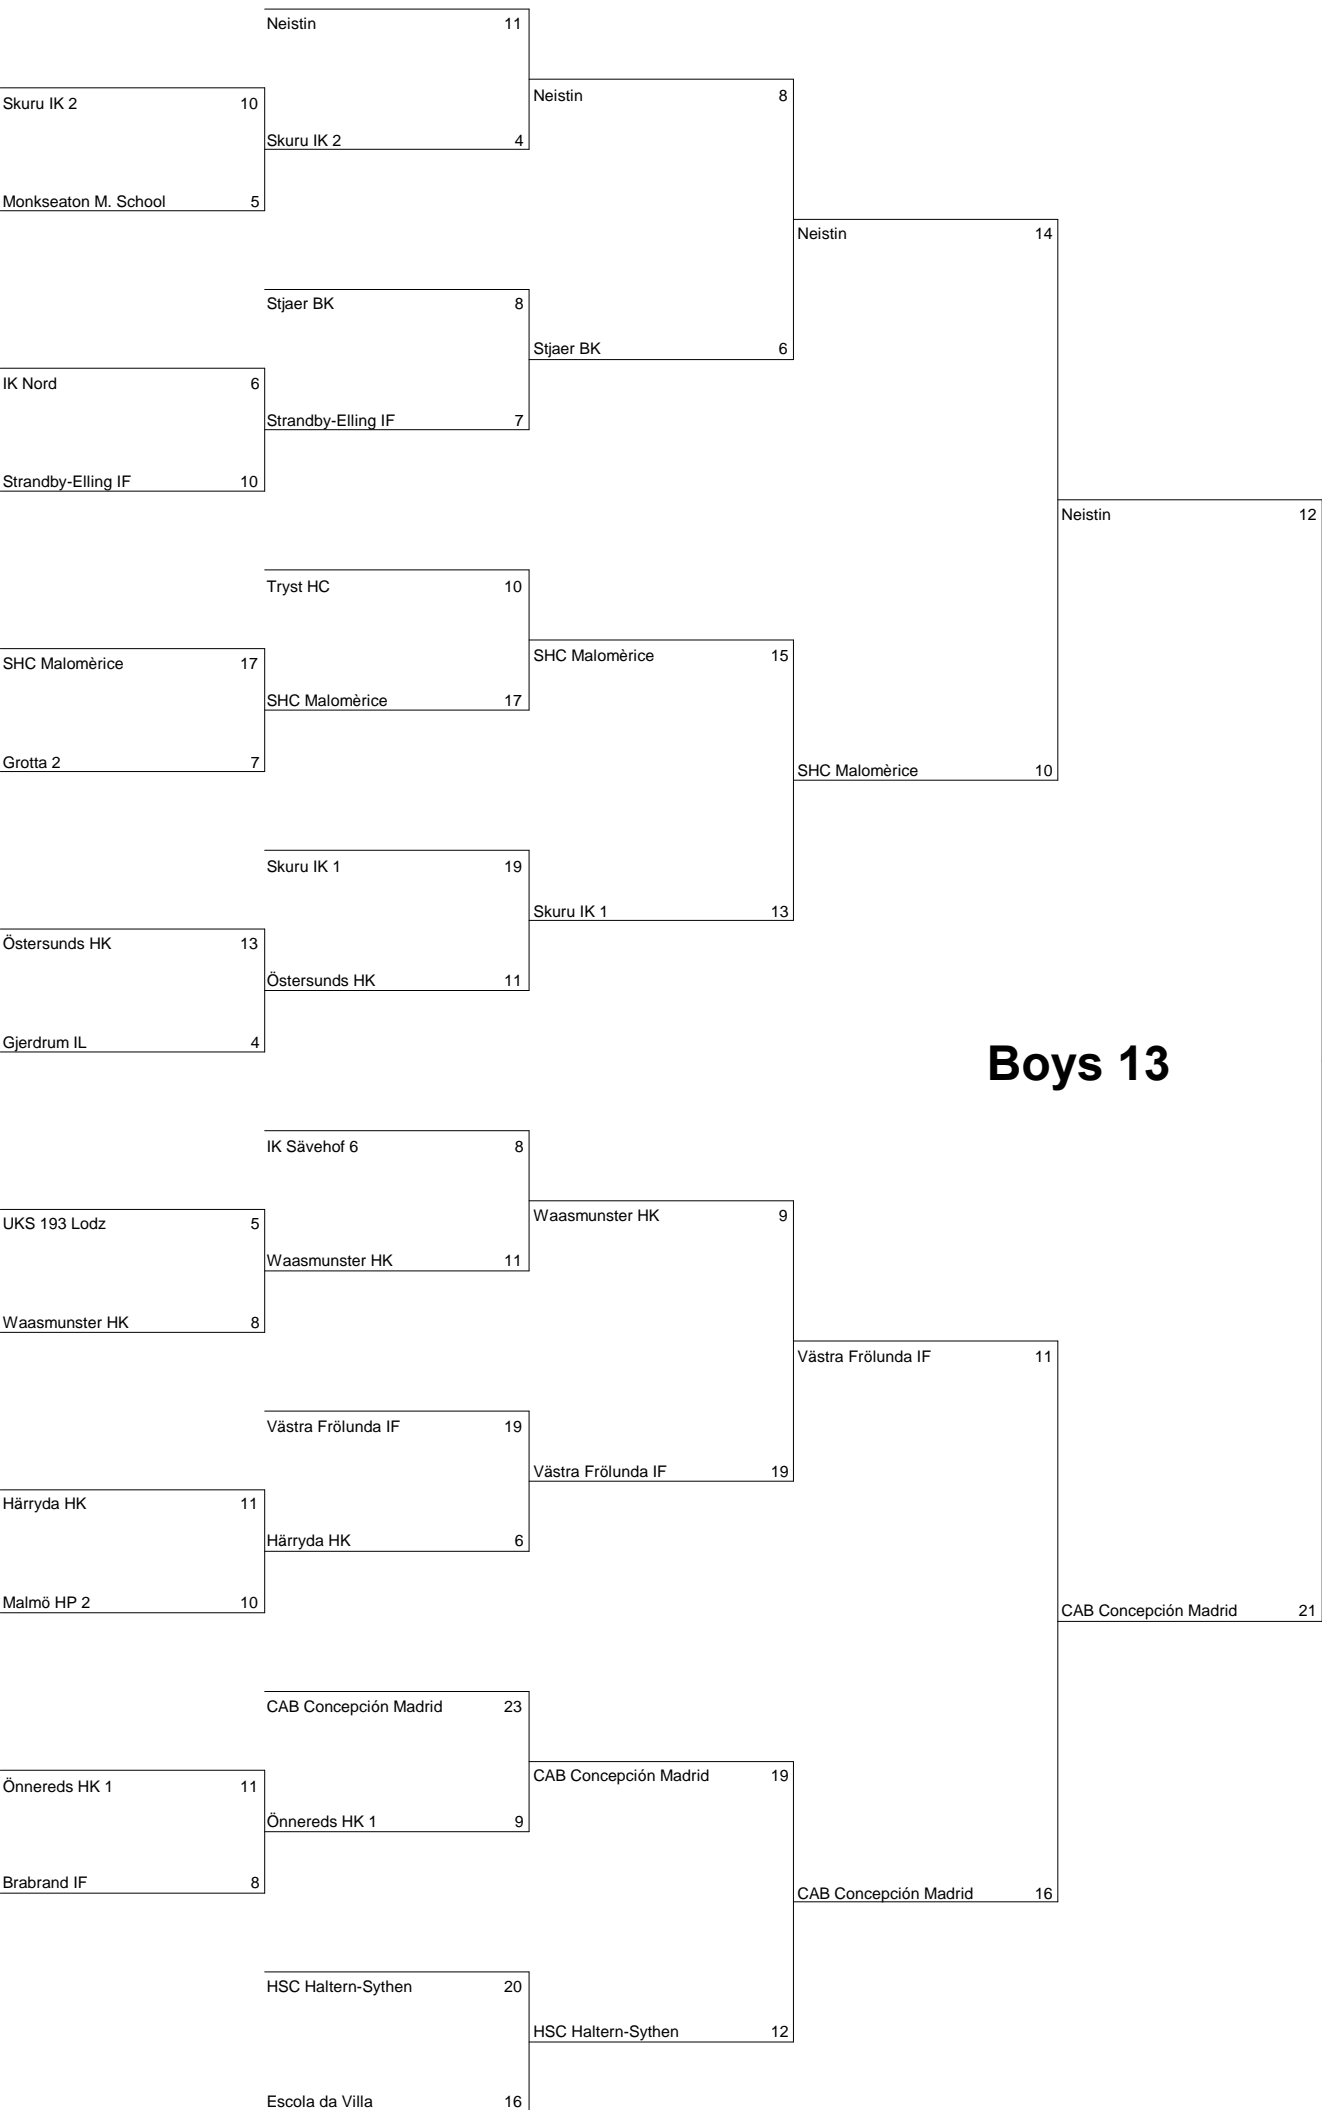 Neistin 11
Neistin 8
Skuru IK 2 10
Skuru IK 2 4
Monkseaton M. School 5
Neistin 14
Stjaer BK 8
Stjaer BK 6
IK Nord 6
Strandby-Elling IF 7
Strandby-Elling IF 10
Neistin 12
Tryst HC 10
SHC Malomèrice 15
SHC Malomèrice 17
SHC Malomèrice 17
Grotta 2 7
SHC Malomèrice 10
Skuru IK 1 19
Skuru IK 1 13
Östersunds HK 13
Östersunds HK 11
Gjerdrum IL 4
Boys 13
IK Sävehof 6 8
Waasmunster HK 9
UKS 193 Lodz 5
Waasmunster HK 11
Waasmunster HK 8
Västra Frölunda IF 11
Västra Frölunda IF 19
Västra Frölunda IF 19
Härryda HK 11
Härryda HK 6
Malmö HP 2 10
CAB Concepción Madrid 21
CAB Concepción Madrid 23
CAB Concepción Madrid 19
Önnereds HK 1 11
Önnereds HK 1 9
Brabrand IF 8
CAB Concepción Madrid 16
HSC Haltern-Sythen 20
HSC Haltern-Sythen 12
Escola da Villa 16